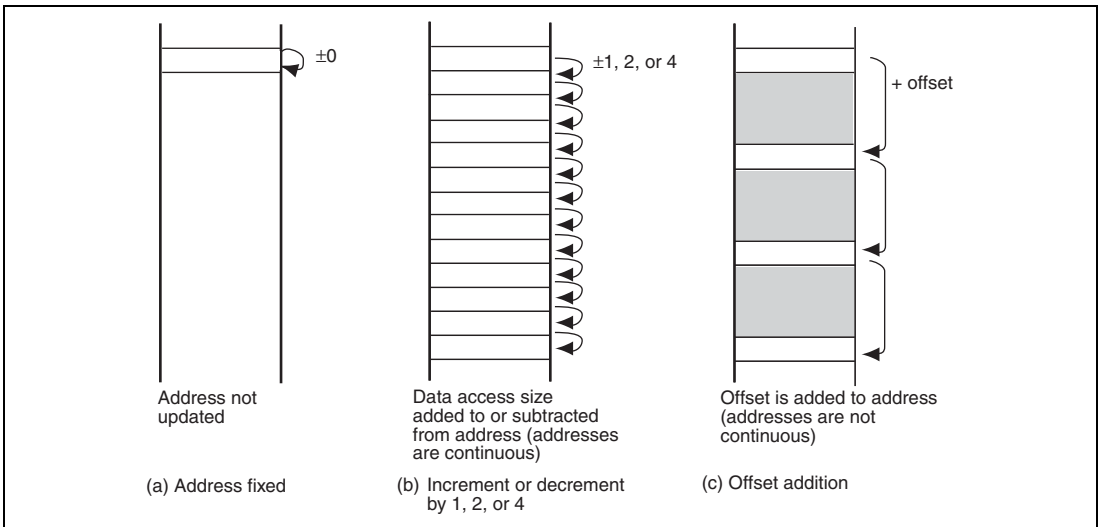 ±0
±1, 2, or 4
+ offset
Address not
updated
Data access size
added to or subtracted
from address (addresses
are continuous)
Offset is added to address
(addresses are not
continuous)
(a) Address fixed
(b) Increment or decrement
by 1, 2, or 4
(c) Offset addition